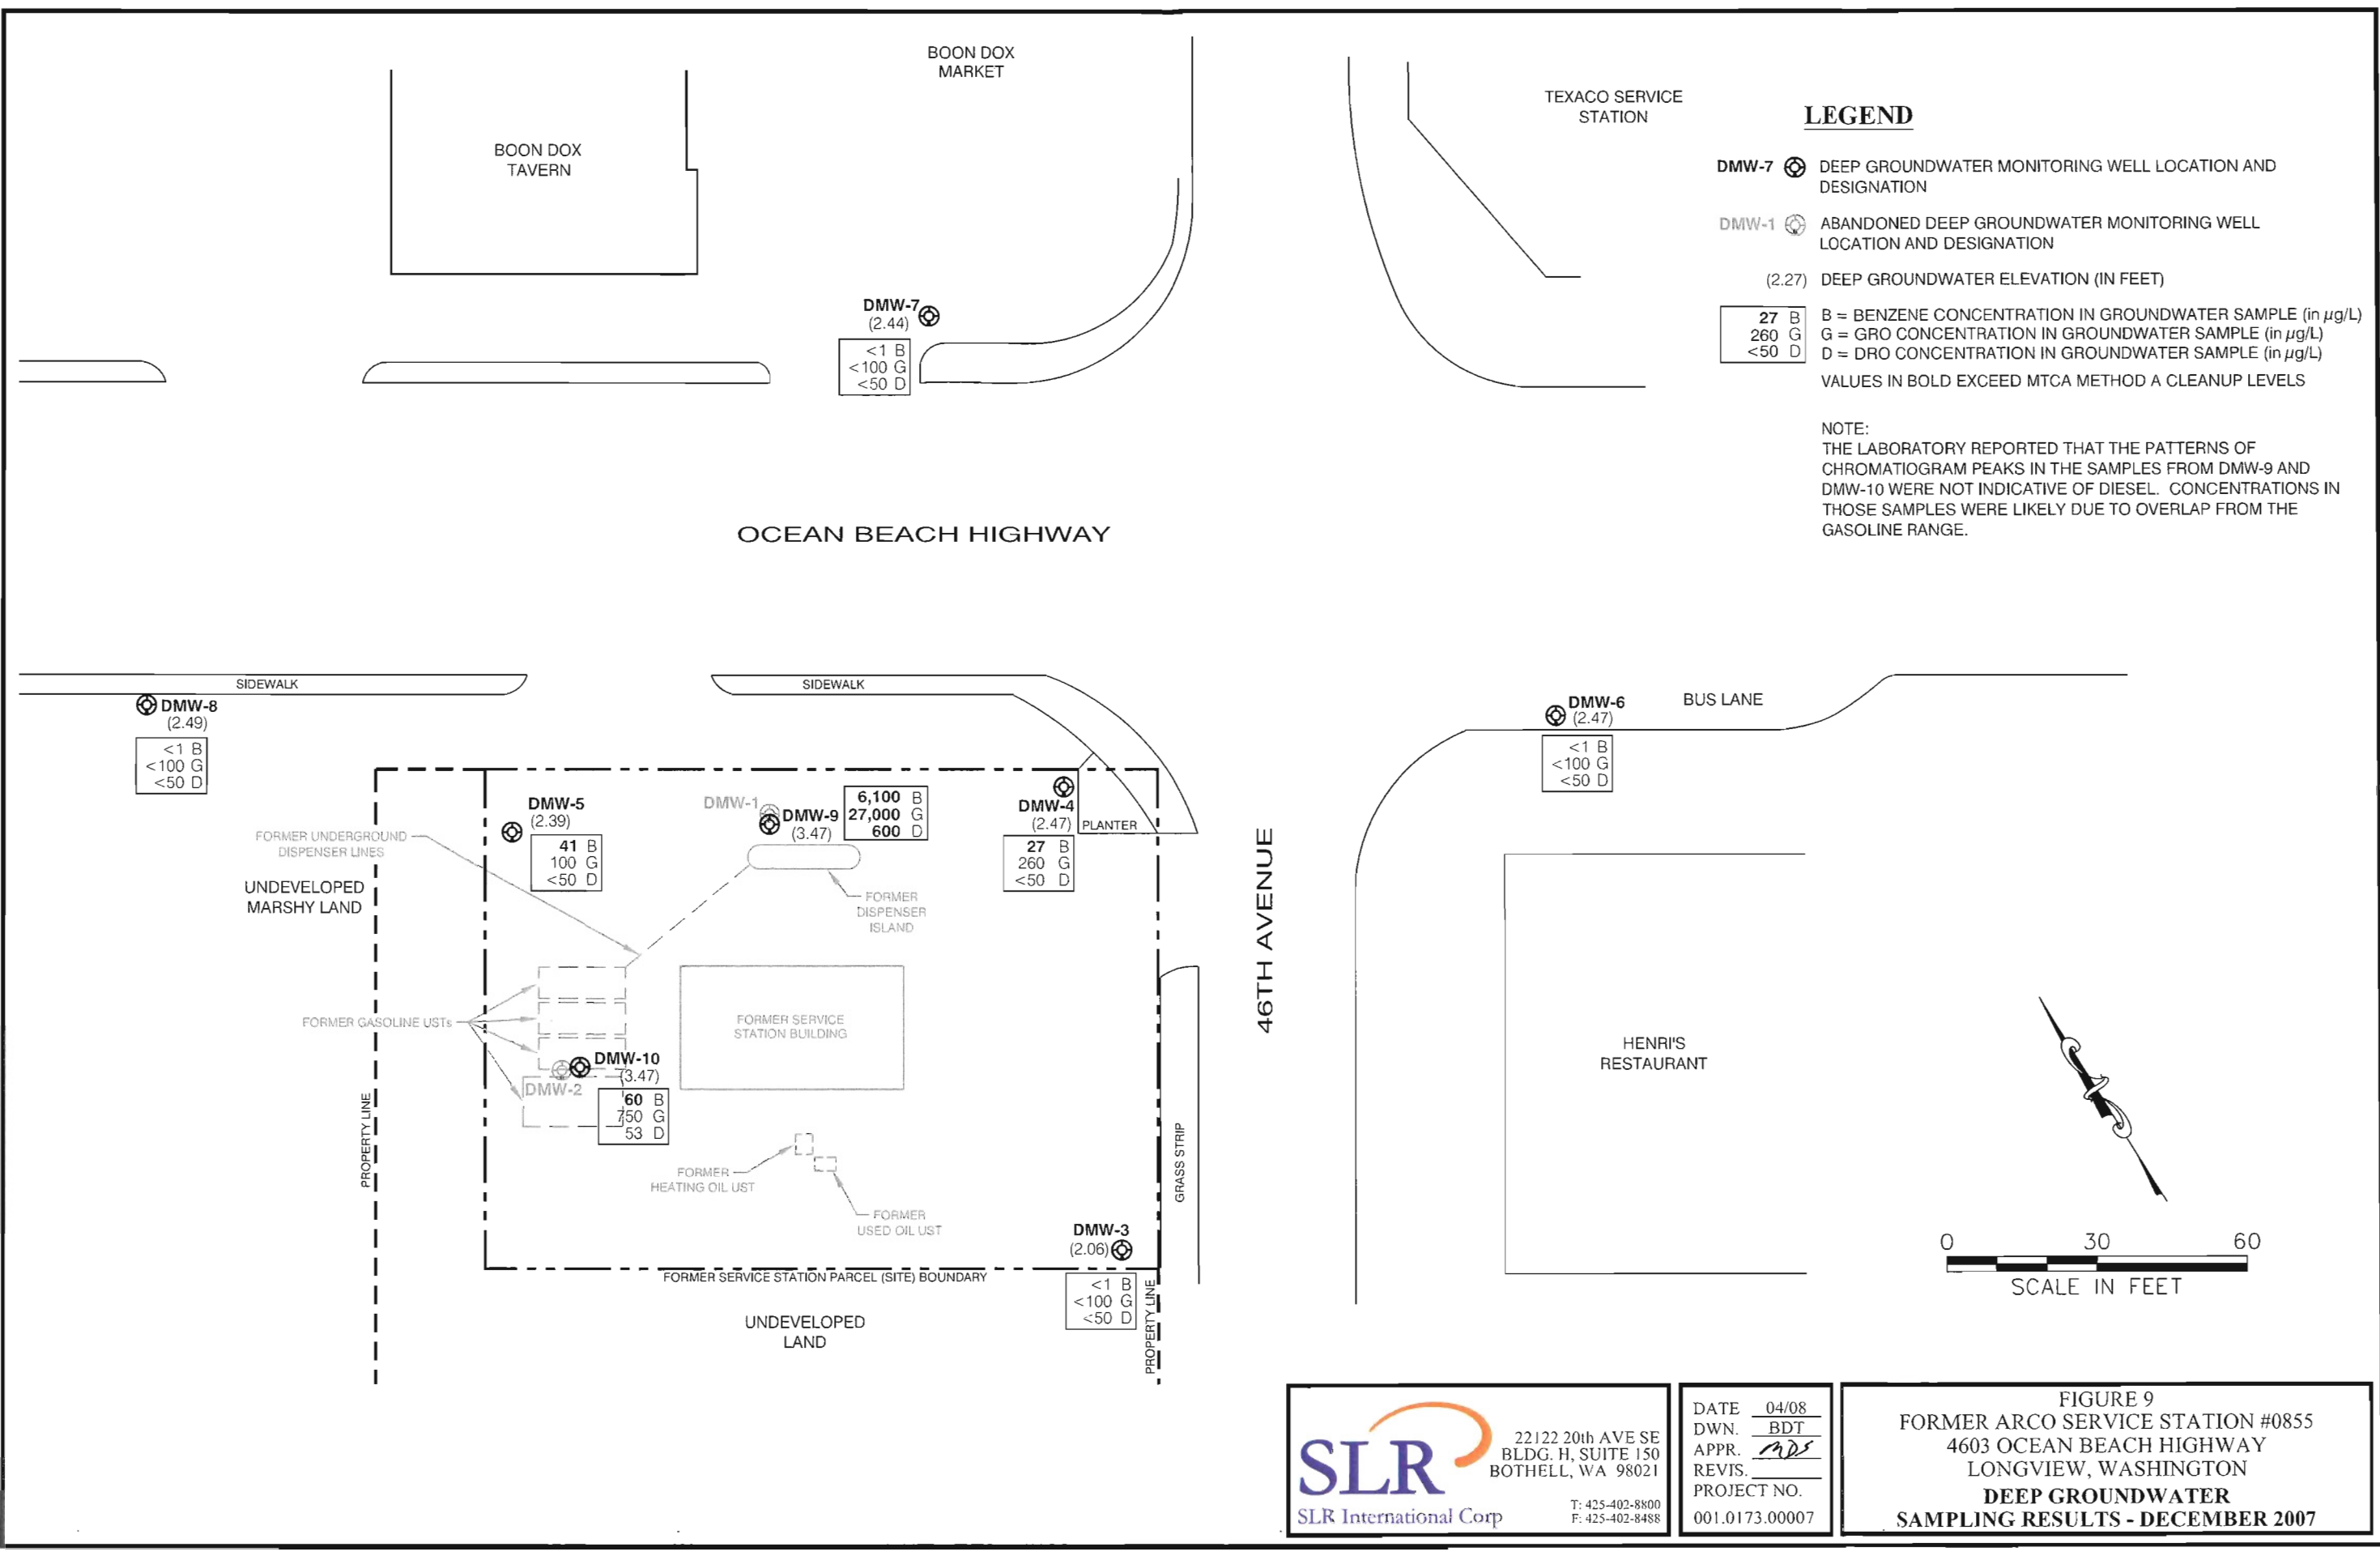 BOON DOX
MARKET
BOON DOX
TAVERN
TEXACO SERVICE
STATION
LEGEND
DMW-7 DEEP GROUNDWATER MONITORING WELL LOCATION AND
DESIGNATION
DMW-1 ABANDONED DEEP GROUNDWATER MONITORING WELL
LOCATION AND DESIGNATION
(2.27) DEEP GROUNDWATER ELEVATION (IN FEET)
27 B B = BENZENE CONCENTRATION IN GROUNDWATER SAMPLE (in µg/L)
260 G G = GRO CONCENTRATION IN GROUNDWATER SAMPLE (in µg/L)
<50 D D = DRO CONCENTRATION IN GROUNDWATER SAMPLE (in µg/L)
VALUES IN BOLD EXCEED MTCA METHOD A CLEANUP LEVELS
NOTE:
THE LABORATORY REPORTED THAT THE PATTERNS OF
CHROMATIOGRAM PEAKS IN THE SAMPLES FROM DMW-9 AND
DMW-10 WERE NOT INDICATIVE OF DIESEL. CONCENTRATIONS IN
THOSE SAMPLES WERE LIKELY DUE TO OVERLAP FROM THE
GASOLINE RANGE.
DMW-7
(2.44)
<1 B
<100 G
<50 D
OCEAN BEACH HIGHWAY
SIDEWALK
SIDEWALK
DMW-8
(2.49)
<1 B
<100 G
<50 D
DMW-6
(2.47)
<1 B
<100 G
<50 D
BUS LANE
DMW-5
(2.39)
41 B
100 G
<50 D
DMW-1
DMW-9
(3.47)
6,100 B
27,000 G
600 D
DMW-4
(2.47)
27 B
260 G
<50 D
PLANTER
FORMER UNDERGROUND
DISPENSER LINES
UNDEVELOPED
MARSHY LAND
FORMER
DISPENSER
ISLAND
46TH AVENUE
FORMER GASOLINE USTs
FORMER SERVICE
STATION BUILDING
DMW-10
(3.47)
DMW-2
60 B
750 G
53 D
PROPERTY LINE
FORMER
HEATING OIL UST
FORMER
USED OIL UST
GRASS STRIP
HENRI'S
RESTAURANT
DMW-3
(2.06)
<1 B
<100 G
<50 D
FORMER SERVICE STATION PARCEL (SITE) BOUNDARY
PROPERTY LINE
UNDEVELOPED
LAND
0 30 60
SCALE IN FEET
SLR
SLR International Corp
22122 20th AVE SE
BLDG. H, SUITE 150
BOTHELL, WA 98021
T: 425-402-8800
F: 425-402-8488
DATE 04/08
DWN. BDT
APPR. MDS
REVIS.
PROJECT NO.
001.0173.00007
FIGURE 9
FORMER ARCO SERVICE STATION #0855
4603 OCEAN BEACH HIGHWAY
LONGVIEW, WASHINGTON
DEEP GROUNDWATER
SAMPLING RESULTS - DECEMBER 2007